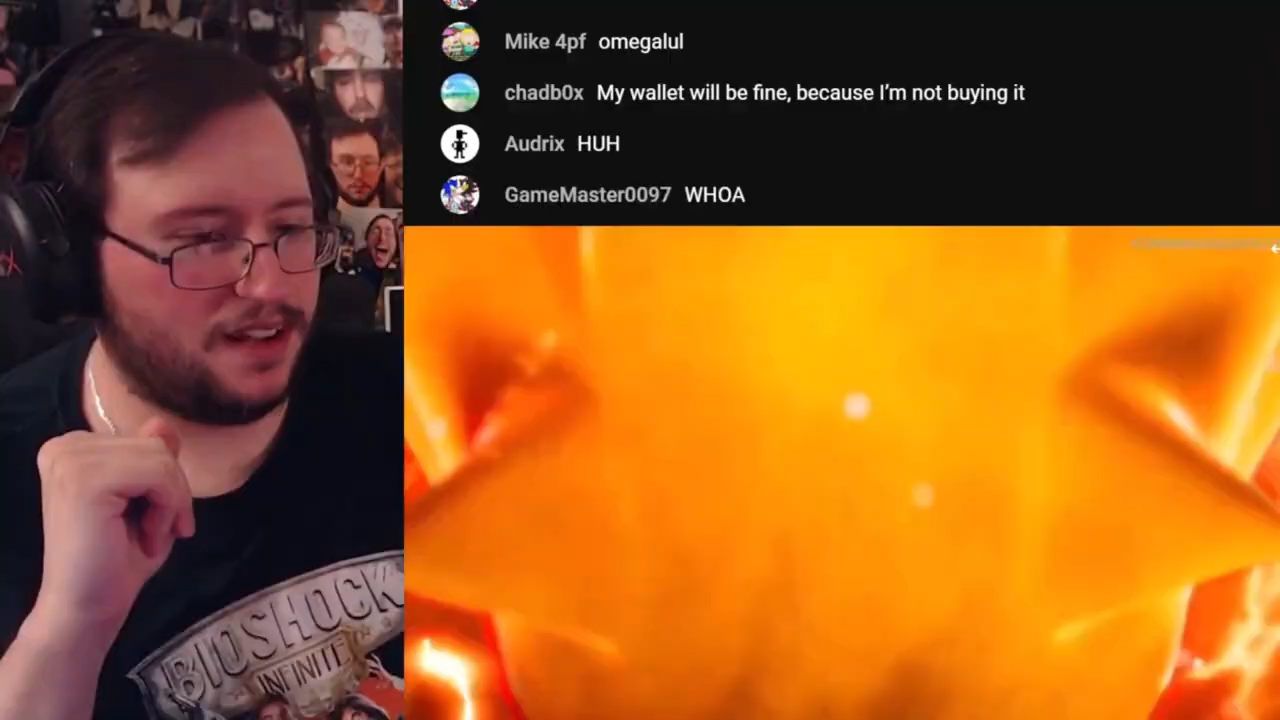 Mike 4pf omegalul
chadb0x My wallet will be fine, because I'm not buying it
Audrix HUH
GameMaster0097 WHOA
BIOSHOCK
INFINITE